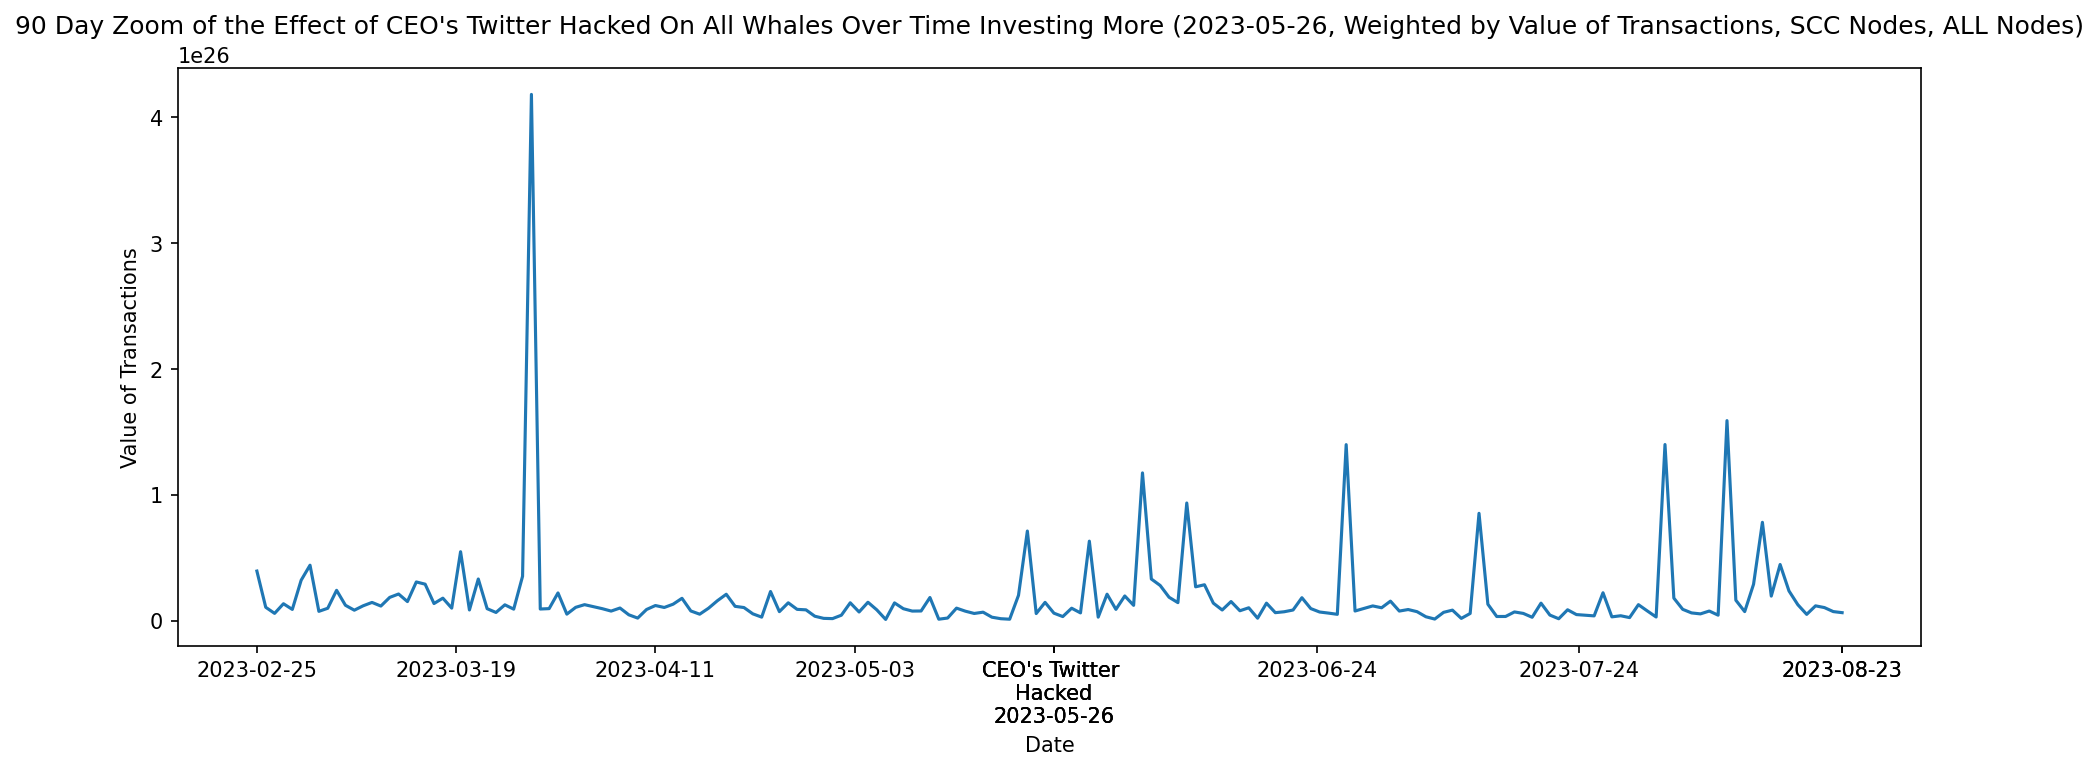 90 Day Zoom of the Effect of CEO's Twitter Hacked On All Whales Over Time Investing More (2023-05-26, Weighted by Value of Transactions, SCC Nodes, ALL Nodes)
1e26
4
3
2
1
0
Value of Transactions
2023-02-25
2023-03-19
2023-04-11
2023-05-03
CEO's Twitter
Hacked
2023-05-26
2023-06-24
2023-07-24
2023-08-23
Date